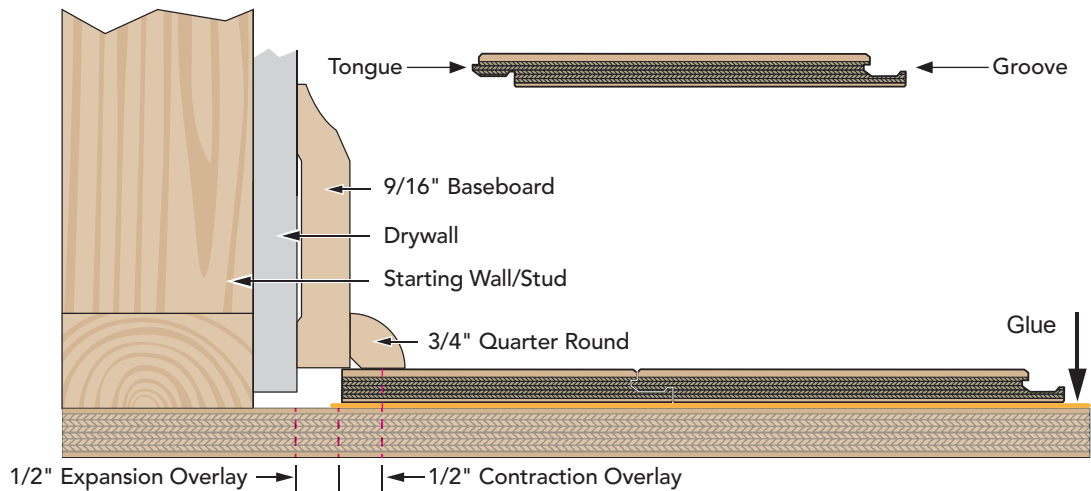 Tongue
Groove
9/16" Baseboard
Drywall
Starting Wall/Stud
3/4" Quarter Round
Glue
1/2" Expansion Overlay
1/2" Contraction Overlay